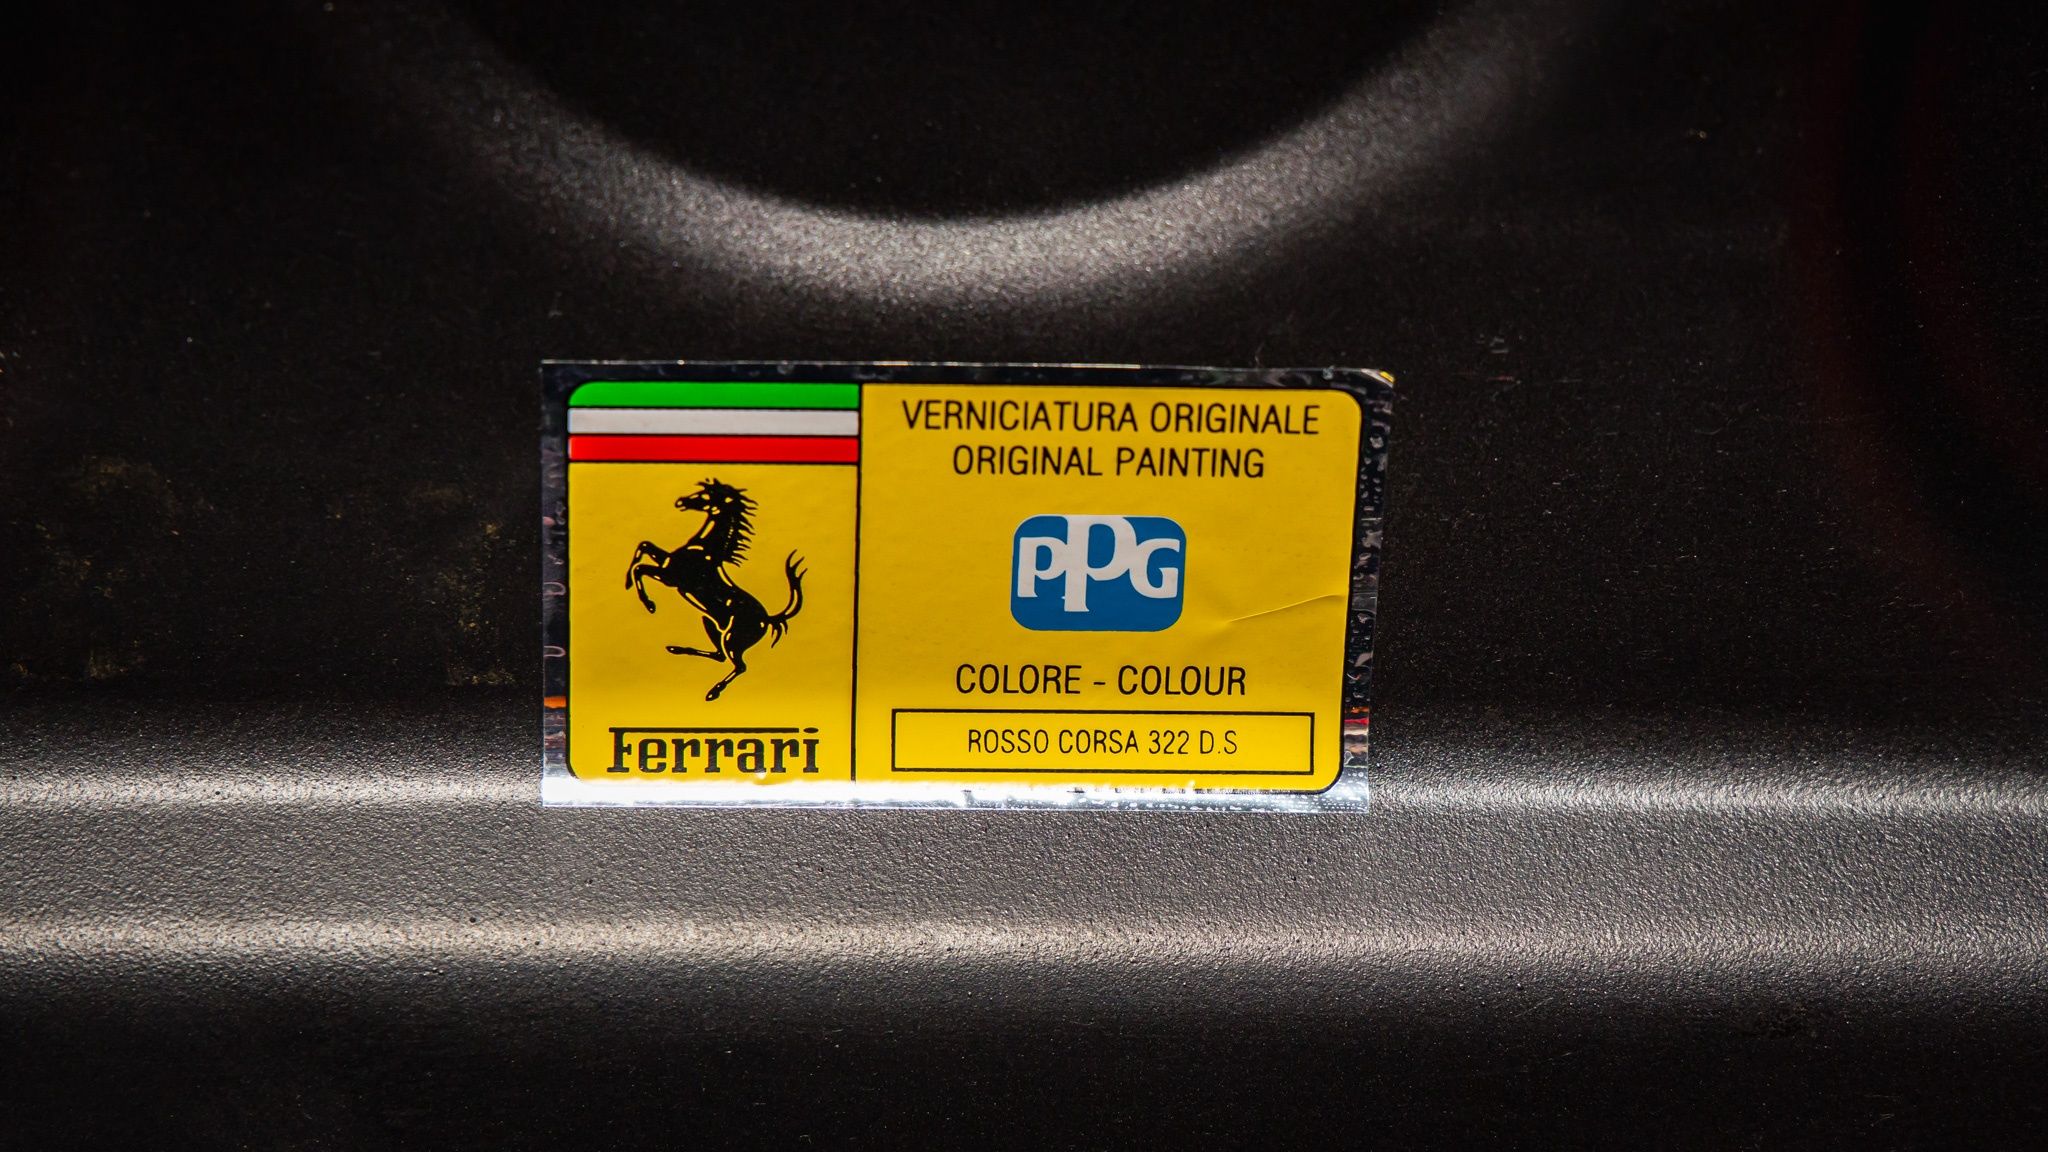 Ferrari
VERNICIATURA ORIGINALE
ORIGINAL PAINTING
PPG
COLORE - COLOUR
ROSSO CORSA 322 D.S